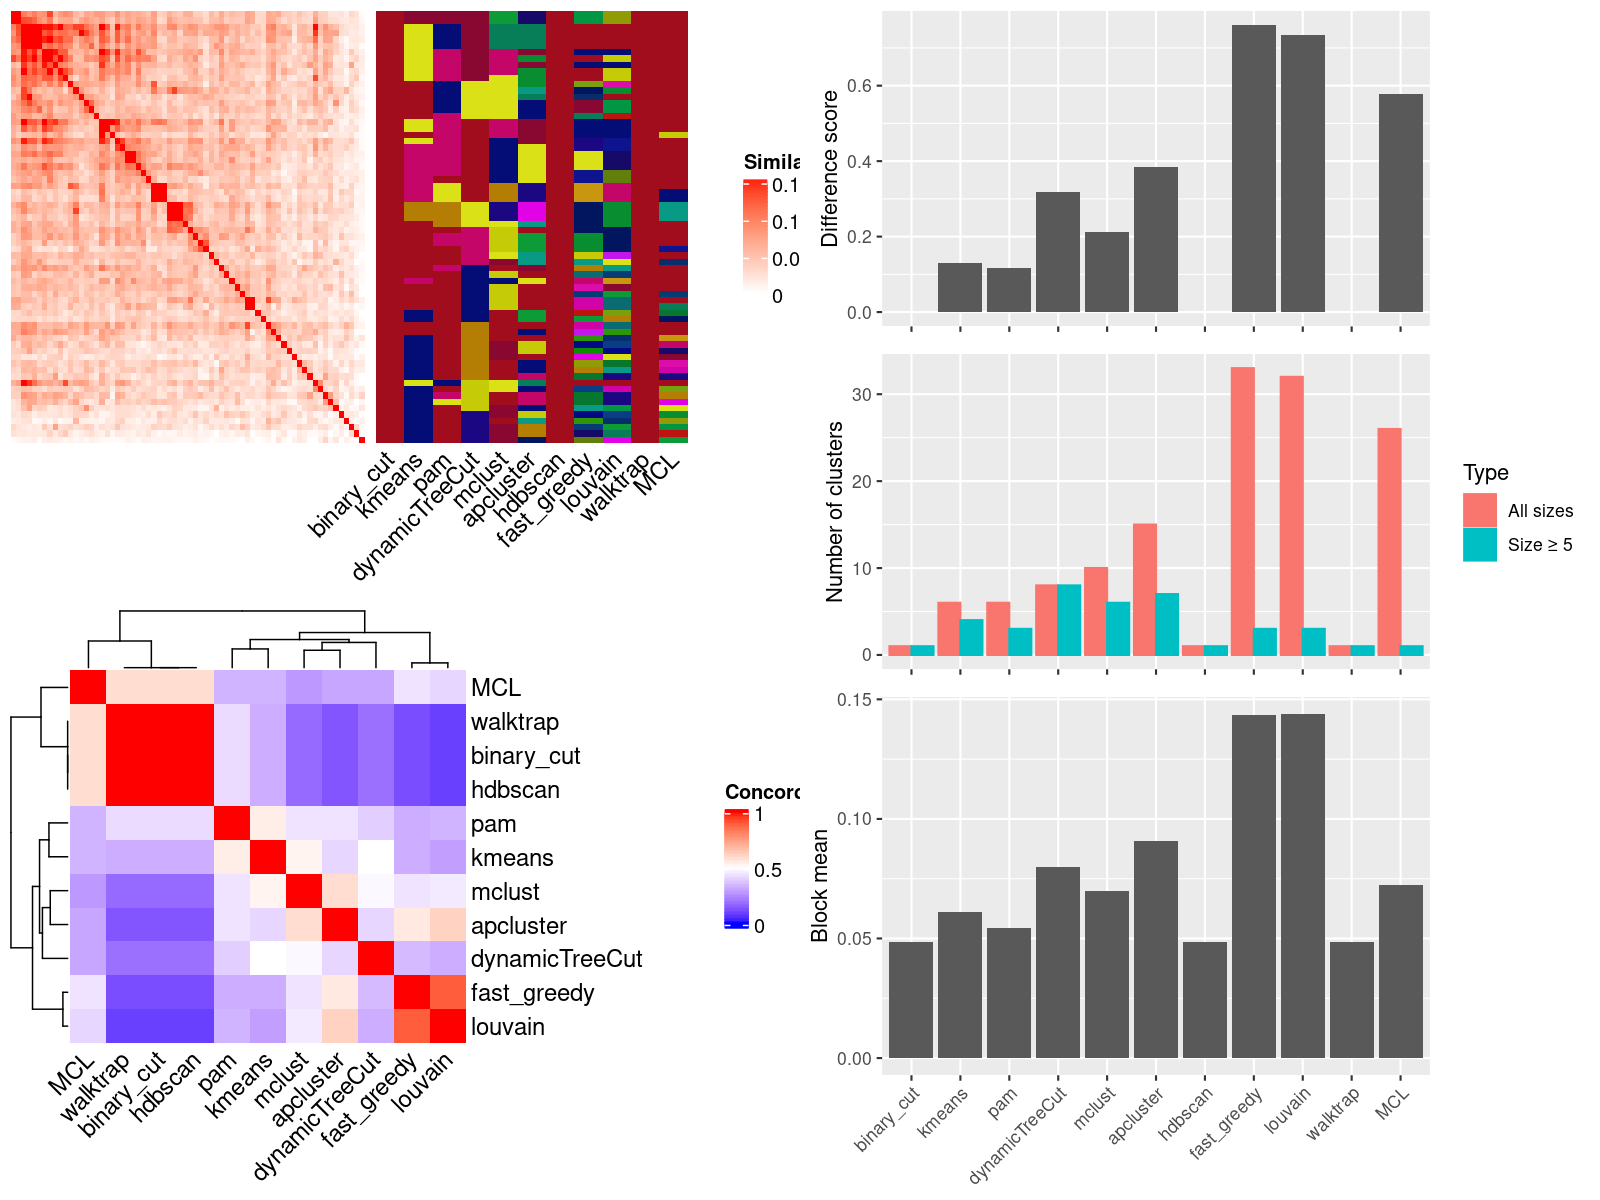 Simila
0.1
0.1
0.0
0
binary_cut
kmeans
pam
dynamicTreeCut
mclust
apcluster
hdbscan
fast_greedy
louvain
walktrap
MCL
MCL
walktrap
binary_cut
hdbscan
pam
kmeans
mclust
apcluster
dynamicTreeCut
fast_greedy
louvain
MCL
walktrap
binary_cut
hdbscan
pam
kmeans
mclust
apcluster
dynamicTreeCut
fast_greedy
louvain
Concord
1
0.5
0
Difference score
0.6
0.4
0.2
0.0
Number of clusters
30
20
10
0
Type
All sizes
Size ≥ 5
Block mean
0.15
0.10
0.05
0.00
binary_cut
kmeans
pam
dynamicTreeCut
mclust
apcluster
hdbscan
fast_greedy
louvain
walktrap
MCL